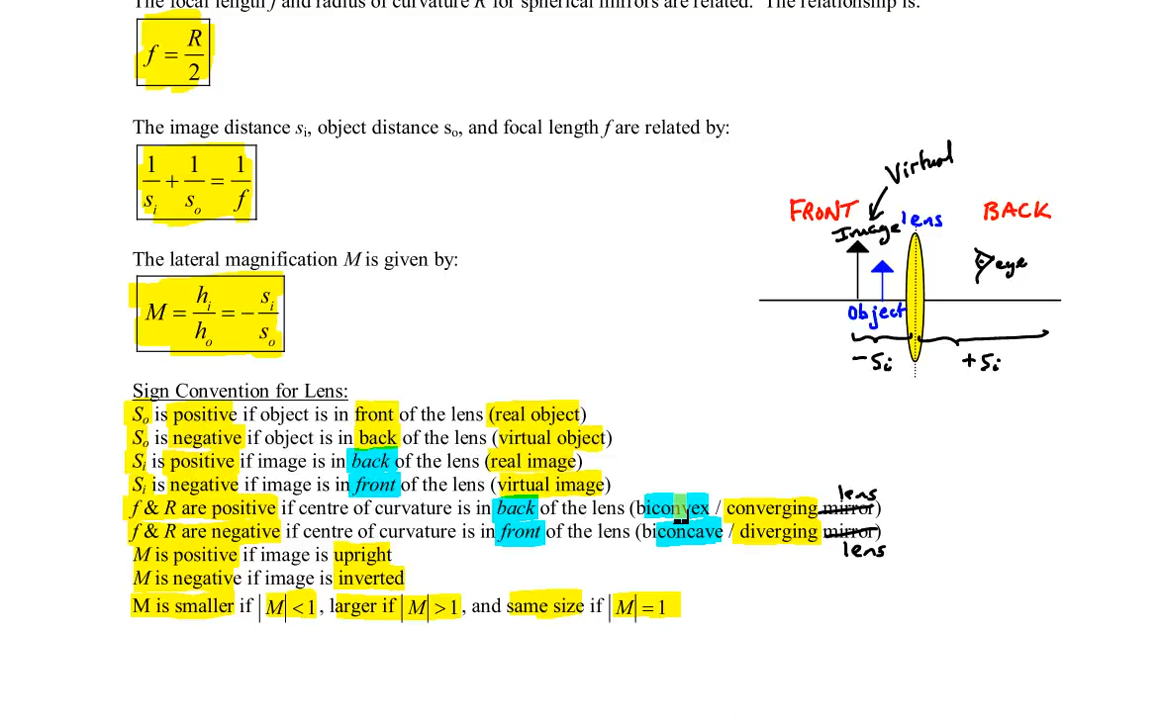 The focal length f and radius of curvature R for spherical mirrors are related. The relationship is:
f = R/2
The image distance sᵢ, object distance sₒ, and focal length f are related by:
1/sᵢ + 1/sₒ = 1/f
Virtual
FRONT
BACK
lens
Image
eye
Object
-Sᵢ
+Sᵢ
The lateral magnification M is given by:
M = hᵢ/hₒ = -sᵢ/sₒ
Sign Convention for Lens:
Sₒ is positive if object is in front of the lens (real object)
Sₒ is negative if object is in back of the lens (virtual object)
Sᵢ is positive if image is in back of the lens (real image)
Sᵢ is negative if image is in front of the lens (virtual image)
lens
f & R are positive if centre of curvature is in back of the lens (biconvex / converging mirror)
f & R are negative if centre of curvature is in front of the lens (biconcave / diverging mirror)
lens
M is positive if image is upright
M is negative if image is inverted
M is smaller if |M| < 1, larger if |M| > 1, and same size if |M| = 1